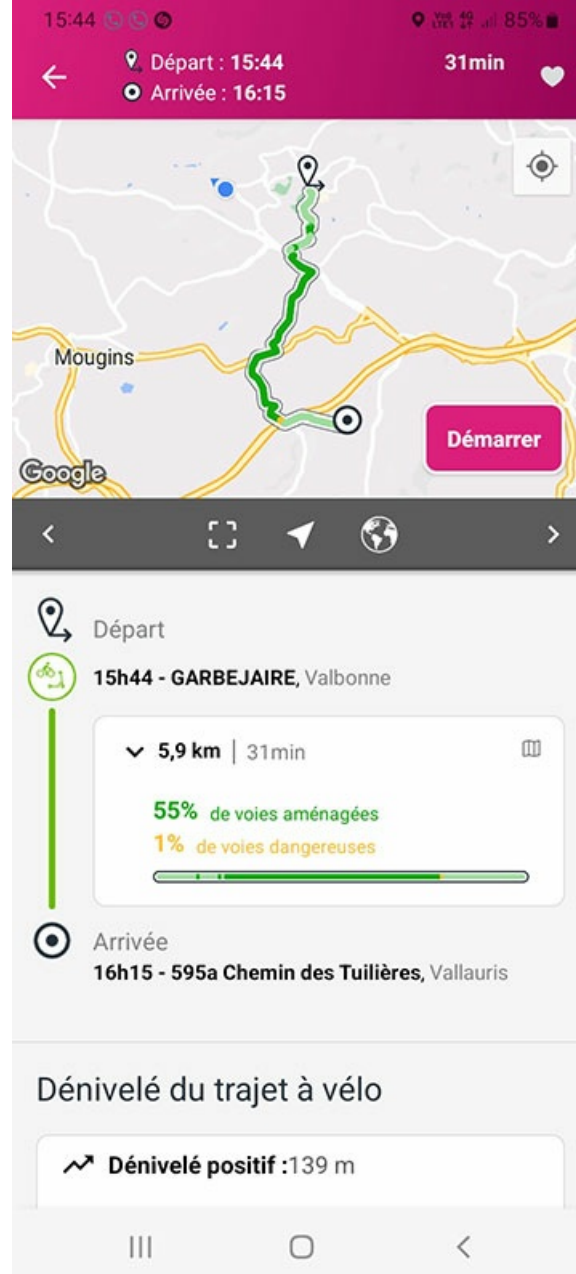 15:44 85%
Départ : 15:44 31min
Arrivée : 16:15
Mougins
Démarrer
Google
Départ
15h44 - GARBEJAIRE, Valbonne
5,9 km | 31min
55% de voies aménagées
1% de voies dangereuses
Arrivée
16h15 - 595a Chemin des Tuilières, Vallauris
Dénivelé du trajet à vélo
Dénivelé positif :139 m